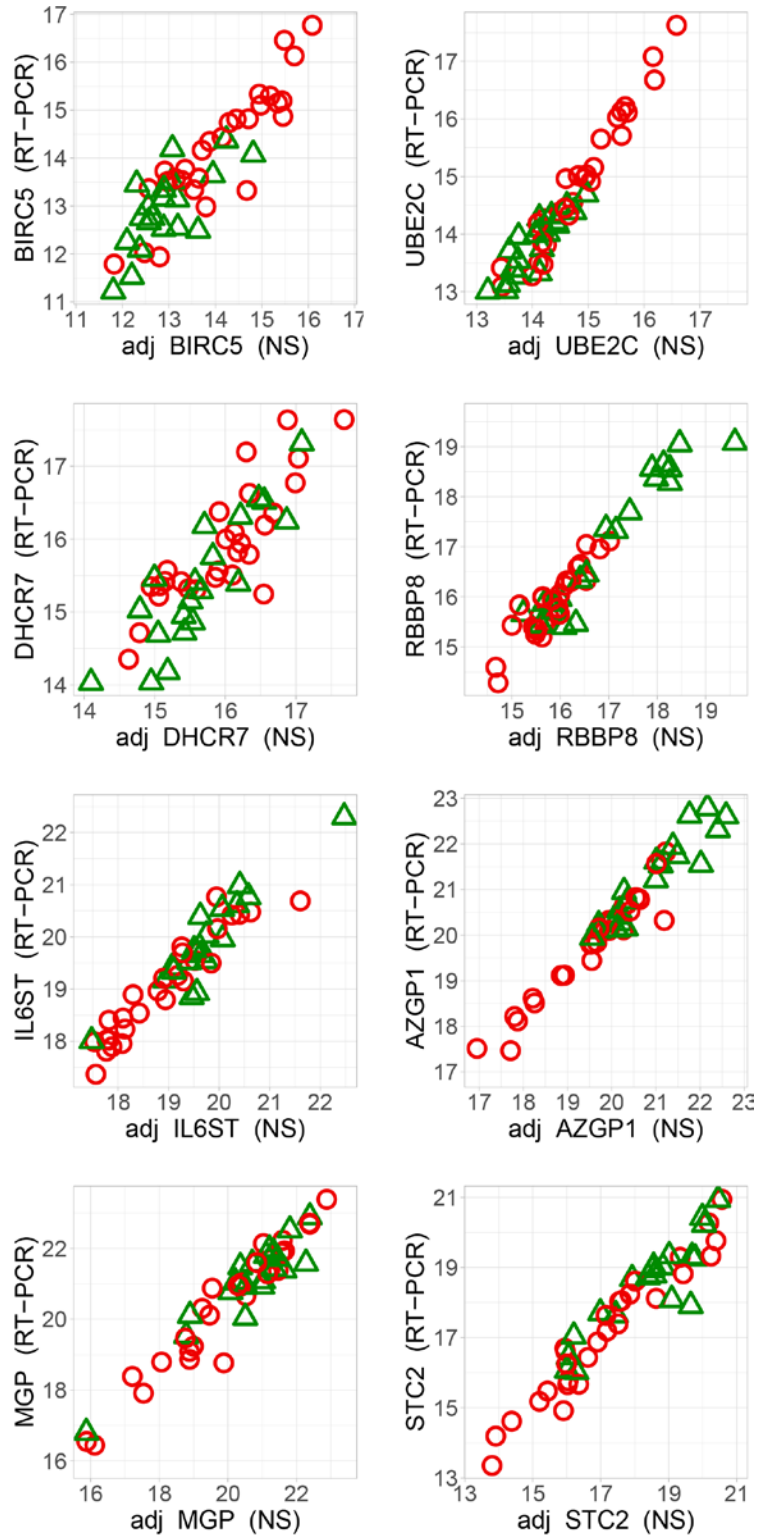 BIRC5 (RT−PCR)
17
16
15
14
13
12
11
11 12 13 14 15 16 17
adj BIRC5 (NS)
UBE2C (RT−PCR)
17
16
15
14
13
13 14 15 16 17
adj UBE2C (NS)
DHCR7 (RT−PCR)
17
16
15
14
14 15 16 17
adj DHCR7 (NS)
RBBP8 (RT−PCR)
19
18
17
16
15
15 16 17 18 19
adj RBBP8 (NS)
IL6ST (RT−PCR)
22
21
20
19
18
18 19 20 21 22
adj IL6ST (NS)
AZGP1 (RT−PCR)
23
22
21
20
19
18
17
17 18 19 20 21 22 23
adj AZGP1 (NS)
MGP (RT−PCR)
22
20
18
16
16 18 20 22
adj MGP (NS)
STC2 (RT−PCR)
21
19
17
15
13
13 15 17 19 21
adj STC2 (NS)